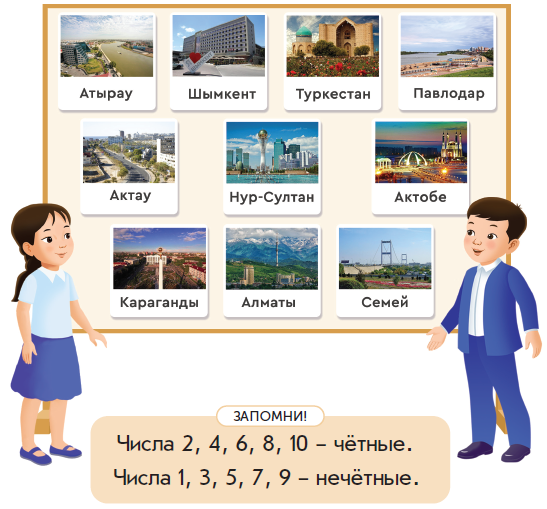 Атырау
Шымкент
Туркестан
Павлодар
Актау
Нур-Султан
Актобе
Караганды
Алматы
Семей
ЗАПОМНИ!
Числа 2, 4, 6, 8, 10 – чётные.
Числа 1, 3, 5, 7, 9 – нечётные.